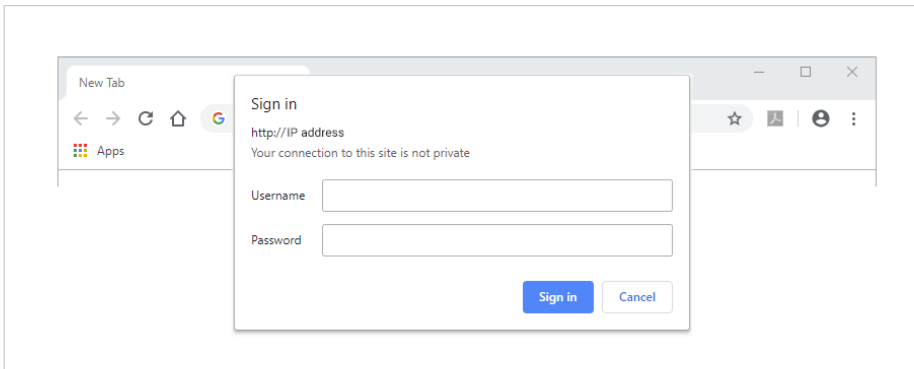 New Tab
Apps
Sign in
http://IP address
Your connection to this site is not private
Username
Password
Sign in
Cancel